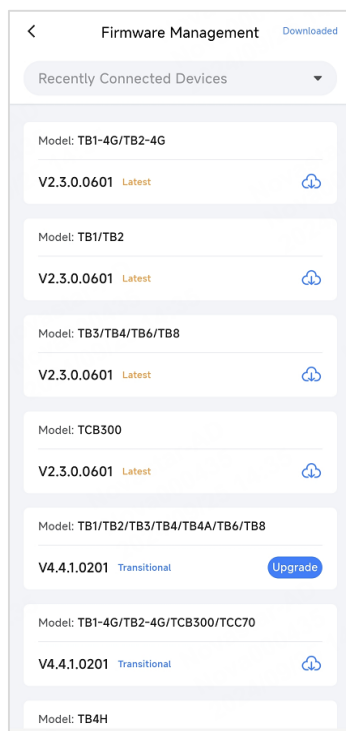 Firmware Management Downloaded
Recently Connected Devices
Model: TB1-4G/TB2-4G
V2.3.0.0601 Latest
Model: TB1/TB2
V2.3.0.0601 Latest
Model: TB3/TB4/TB6/TB8
V2.3.0.0601 Latest
Model: TCB300
V2.3.0.0601 Latest
Model: TB1/TB2/TB3/TB4/TB4A/TB6/TB8
V4.4.1.0201 Transitional Upgrade
Model: TB1-4G/TB2-4G/TCB300/TCC70
V4.4.1.0201 Transitional
Model: TB4H